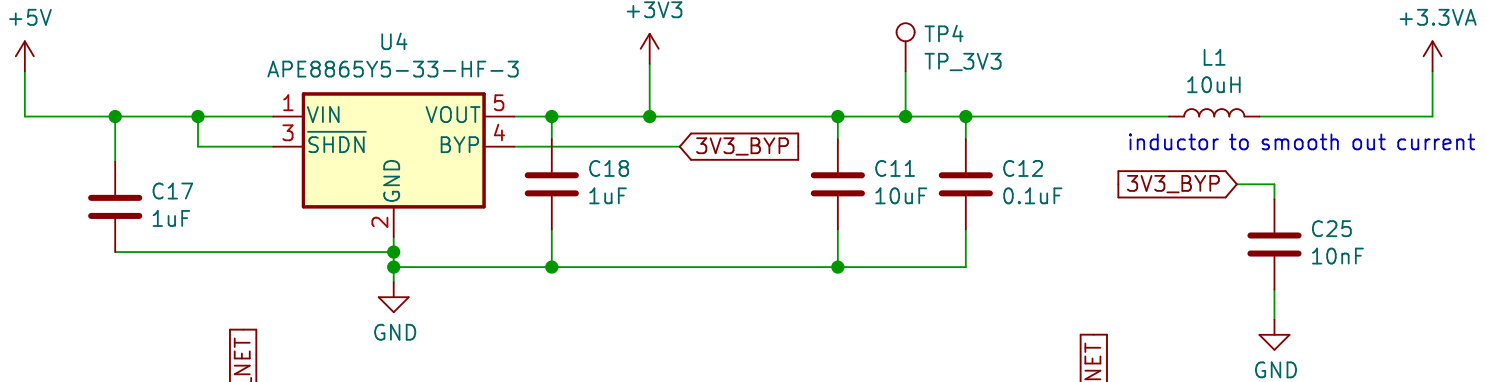 +5V
+3V3
+3.3VA
U4
APE8865Y5-33-HF-3
TP4
TP_3V3
L1
10uH
1
VIN
VOUT
5
3
SHDN
BYP
4
GND
2
3V3_BYP
inductor to smooth out current
C17
1uF
C18
1uF
C11
10uF
C12
0.1uF
3V3_BYP
C25
10nF
GND
GND
_NET
NET